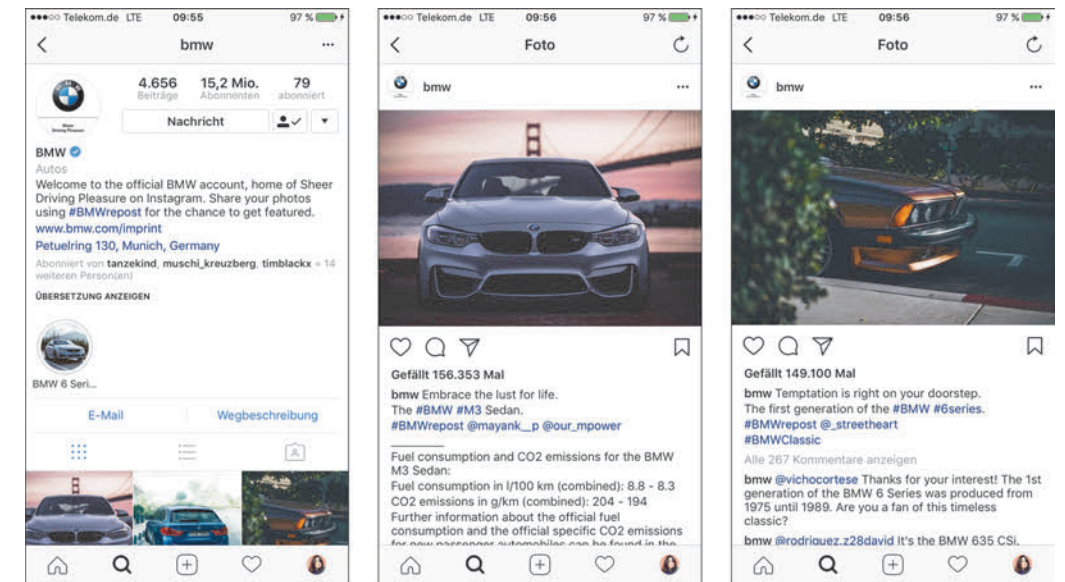 Telekom.de LTE 09:55 97 %
bmw
4.656 15,2 Mio. 79
Beiträge Abonnenten abonniert
Nachricht
BMW
Autos
Welcome to the official BMW account, home of Sheer
Driving Pleasure on Instagram. Share your photos
using #BMWrepost for the chance to get featured.
www.bmw.com/imprint
Petuelring 130, Munich, Germany
Abonniert von tanzekind, muschi_kreuzberg, timblackx + 14
weiteren Person(en)
ÜBERSETZUNG ANZEIGEN
BMW 6 Seri...
E-Mail Wegbeschreibung
Telekom.de LTE 09:56 97 %
Foto
bmw
Gefällt 156.353 Mal
bmw Embrace the lust for life.
The #BMW #M3 Sedan.
#BMWrepost @mayank__p @our_mpower
Fuel consumption and CO2 emissions for the BMW
M3 Sedan:
Fuel consumption in l/100 km (combined): 8.8 - 8.3
CO2 emissions in g/km (combined): 204 - 194
Further information about the official fuel
consumption and the official specific CO2 emissions
for new passenger automobiles can be found in the
Telekom.de LTE 09:56 97 %
Foto
bmw
Gefällt 149.100 Mal
bmw Temptation is right on your doorstep.
The first generation of the #BMW #6series.
#BMWrepost @_streetheart
#BMWClassic
Alle 267 Kommentare anzeigen
bmw @vichocortese Thanks for your interest! The 1st
generation of the BMW 6 Series was produced from
1975 until 1989. Are you a fan of this timeless
classic?
bmw @rodriguez.z28david It's the BMW 635 CSi.